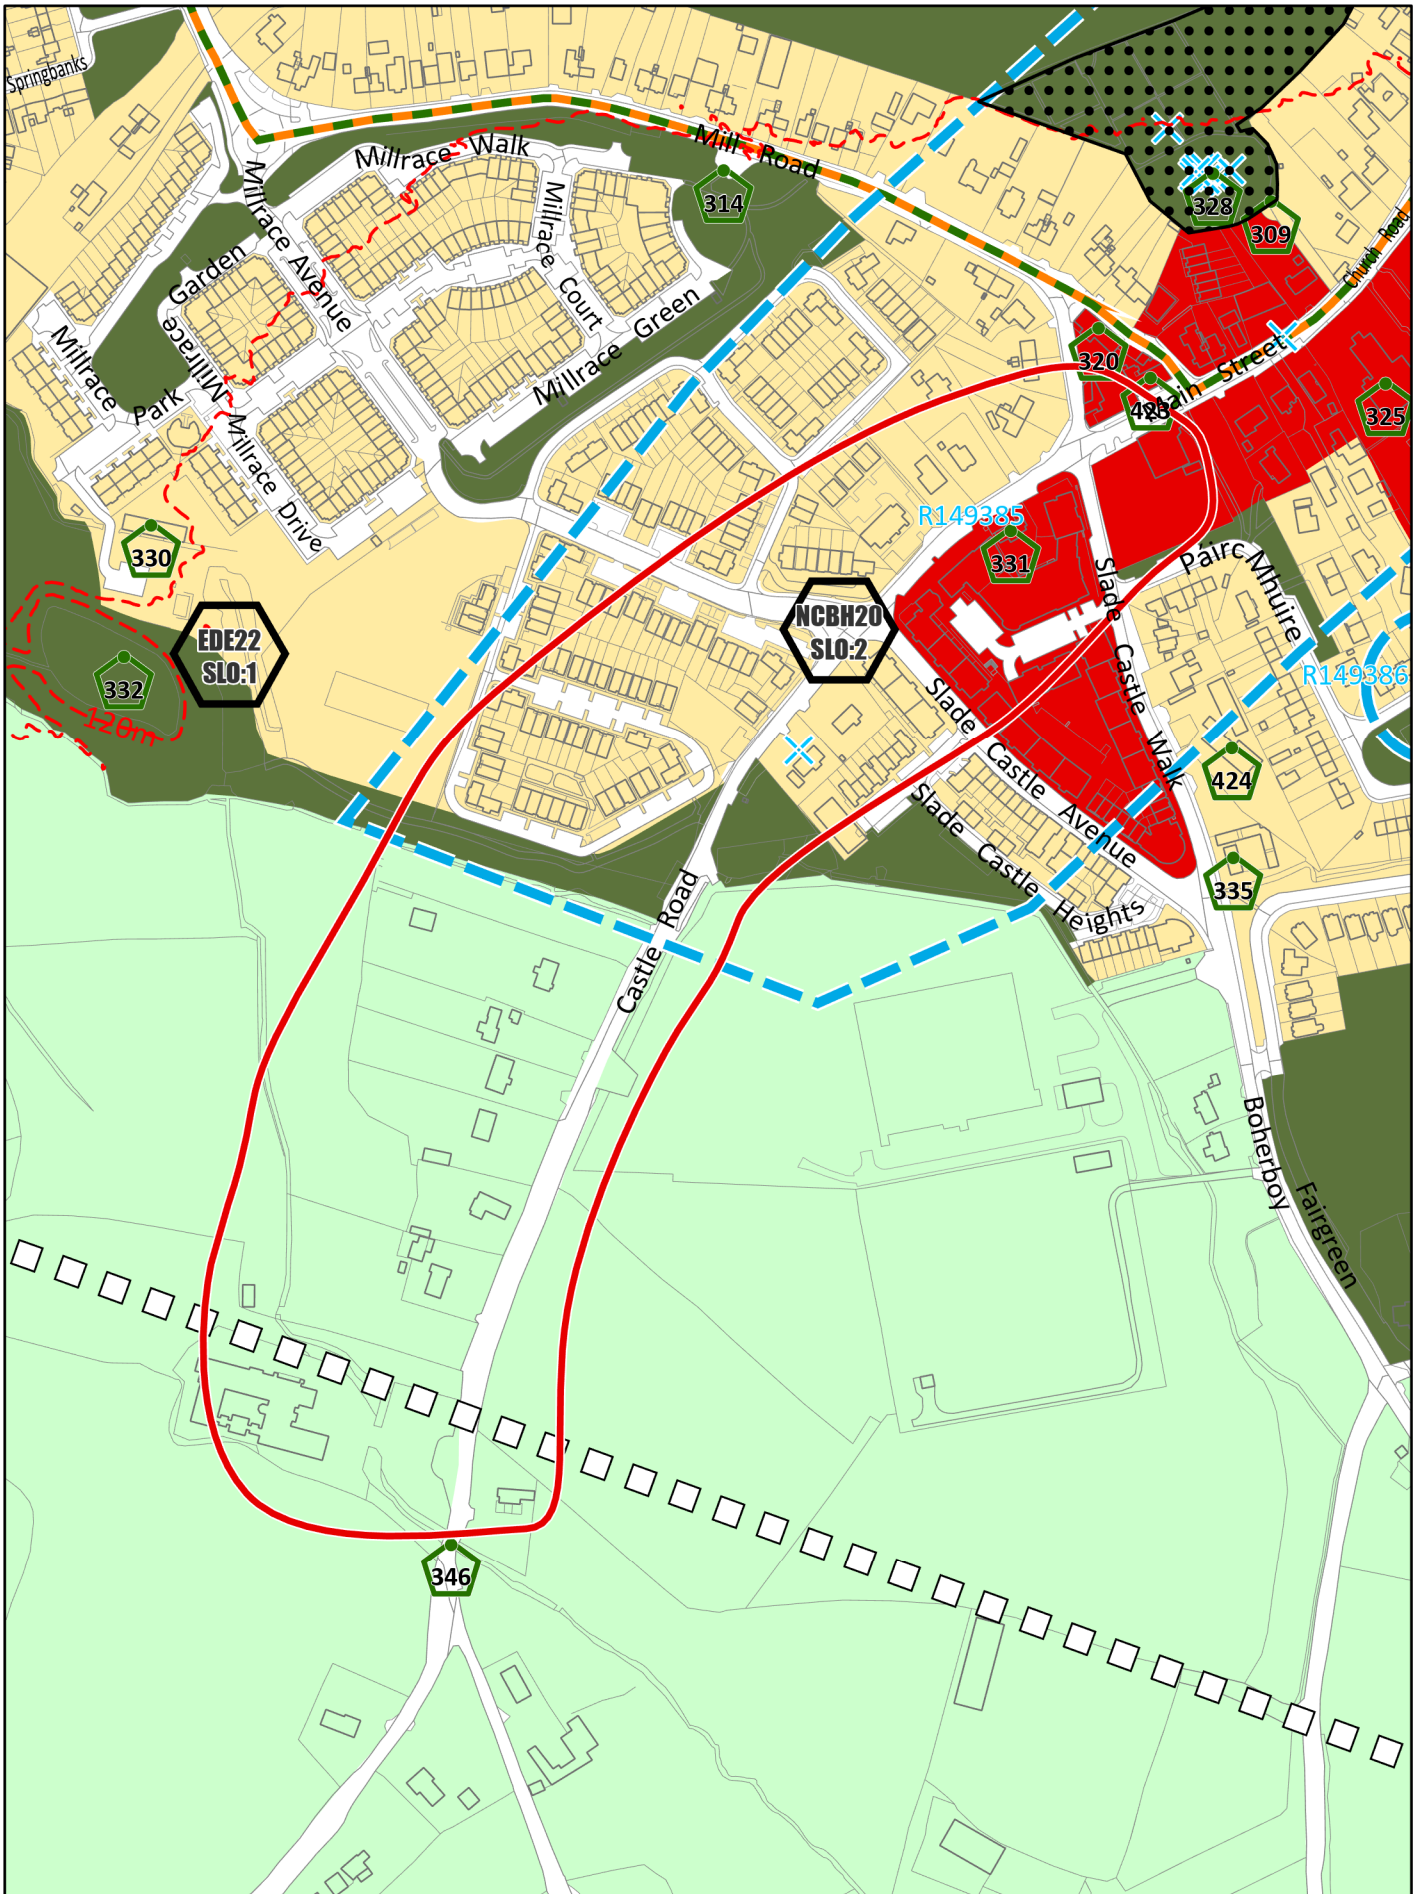 Springbanks
Millrace Walk
Mill Road
Millrace Avenue
Millrace Court
314
328
309
Church Road
Garden
Millrace
Millrace Green
320
Main Street
423
325
Millrace
Park
Millrace Drive
R149385
331
330
Slade Castle Walk
Páirc Mhuire
EDE22
SLO:1
NCBH20
SLO:2
332
120m
R149386
Slade Castle Avenue
424
Slade Castle Heights
335
Castle Road
Boherboy
Fairgreen
346